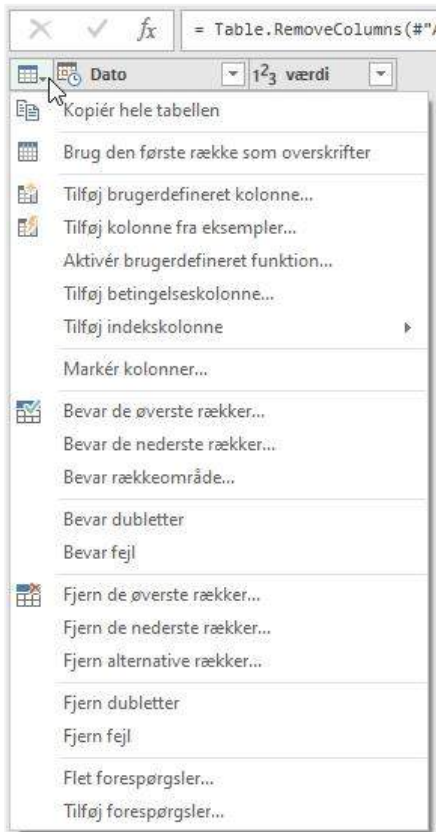 fx = Table.RemoveColumns(#"
Dato 1²3 værdi
Kopiér hele tabellen
Brug den første række som overskrifter
Tilføj brugerdefineret kolonne...
Tilføj kolonne fra eksempler...
Aktivér brugerdefineret funktion...
Tilføj betingelseskolonne...
Tilføj indekskolonne
Markér kolonner...
Bevar de øverste rækker...
Bevar de nederste rækker...
Bevar rækkeområde...
Bevar dubletter
Bevar fejl
Fjern de øverste rækker...
Fjern de nederste rækker...
Fjern alternative rækker...
Fjern dubletter
Fjern fejl
Flet forespørgsler...
Tilføj forespørgsler...